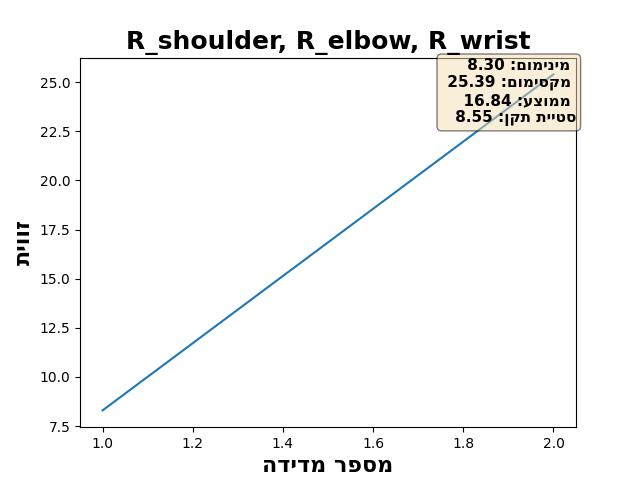 R_shoulder, R_elbow, R_wrist
מינימום: 8.30
מקסימום: 25.39
ממוצע: 16.84
סטיית תקן: 8.55
זווית
25.0
22.5
20.0
17.5
15.0
12.5
10.0
7.5
1.0 1.2 1.4 1.6 1.8 2.0
מספר מדידה